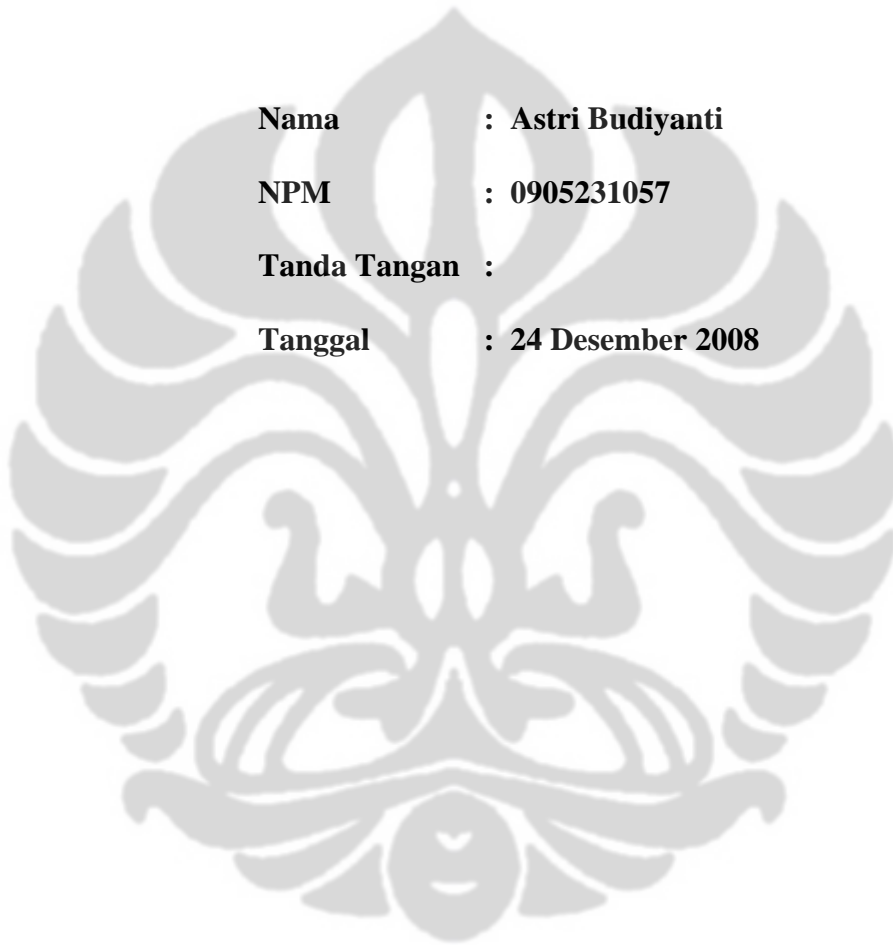 Nama : Astri Budiyanti
NPM : 0905231057
Tanda Tangan :
Tanggal : 24 Desember 2008